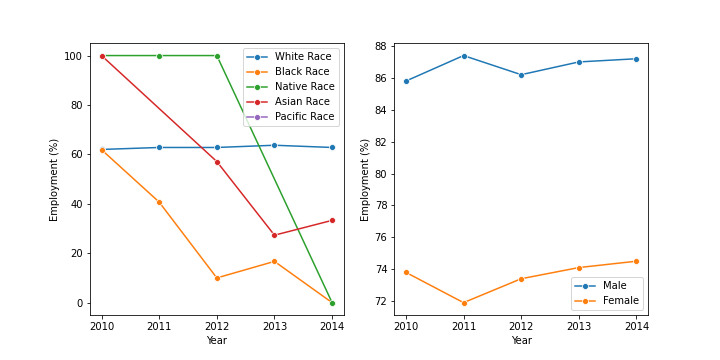 100
80
60
40
20
0
Employment (%)
2010
2011
2012
2013
2014
Year
White Race
Black Race
Native Race
Asian Race
Pacific Race
88
86
84
82
80
78
76
74
72
Employment (%)
2010
2011
2012
2013
2014
Year
Male
Female